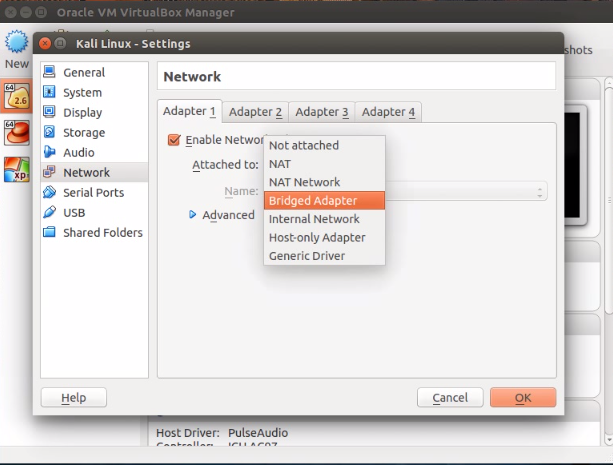 Oracle VM VirtualBox Manager
New
shots
Kali Linux - Settings
General
System
Display
Storage
Audio
Network
Serial Ports
USB
Shared Folders
Network
Adapter 1
Adapter 2
Adapter 3
Adapter 4
Enable Networ
Attached to:
Not attached
NAT
NAT Network
Bridged Adapter
Internal Network
Host-only Adapter
Generic Driver
Name:
Advanced
Help
Cancel
OK
64
2.6
64
xp
Host Driver: PulseAudio
Controller: ICH AC97